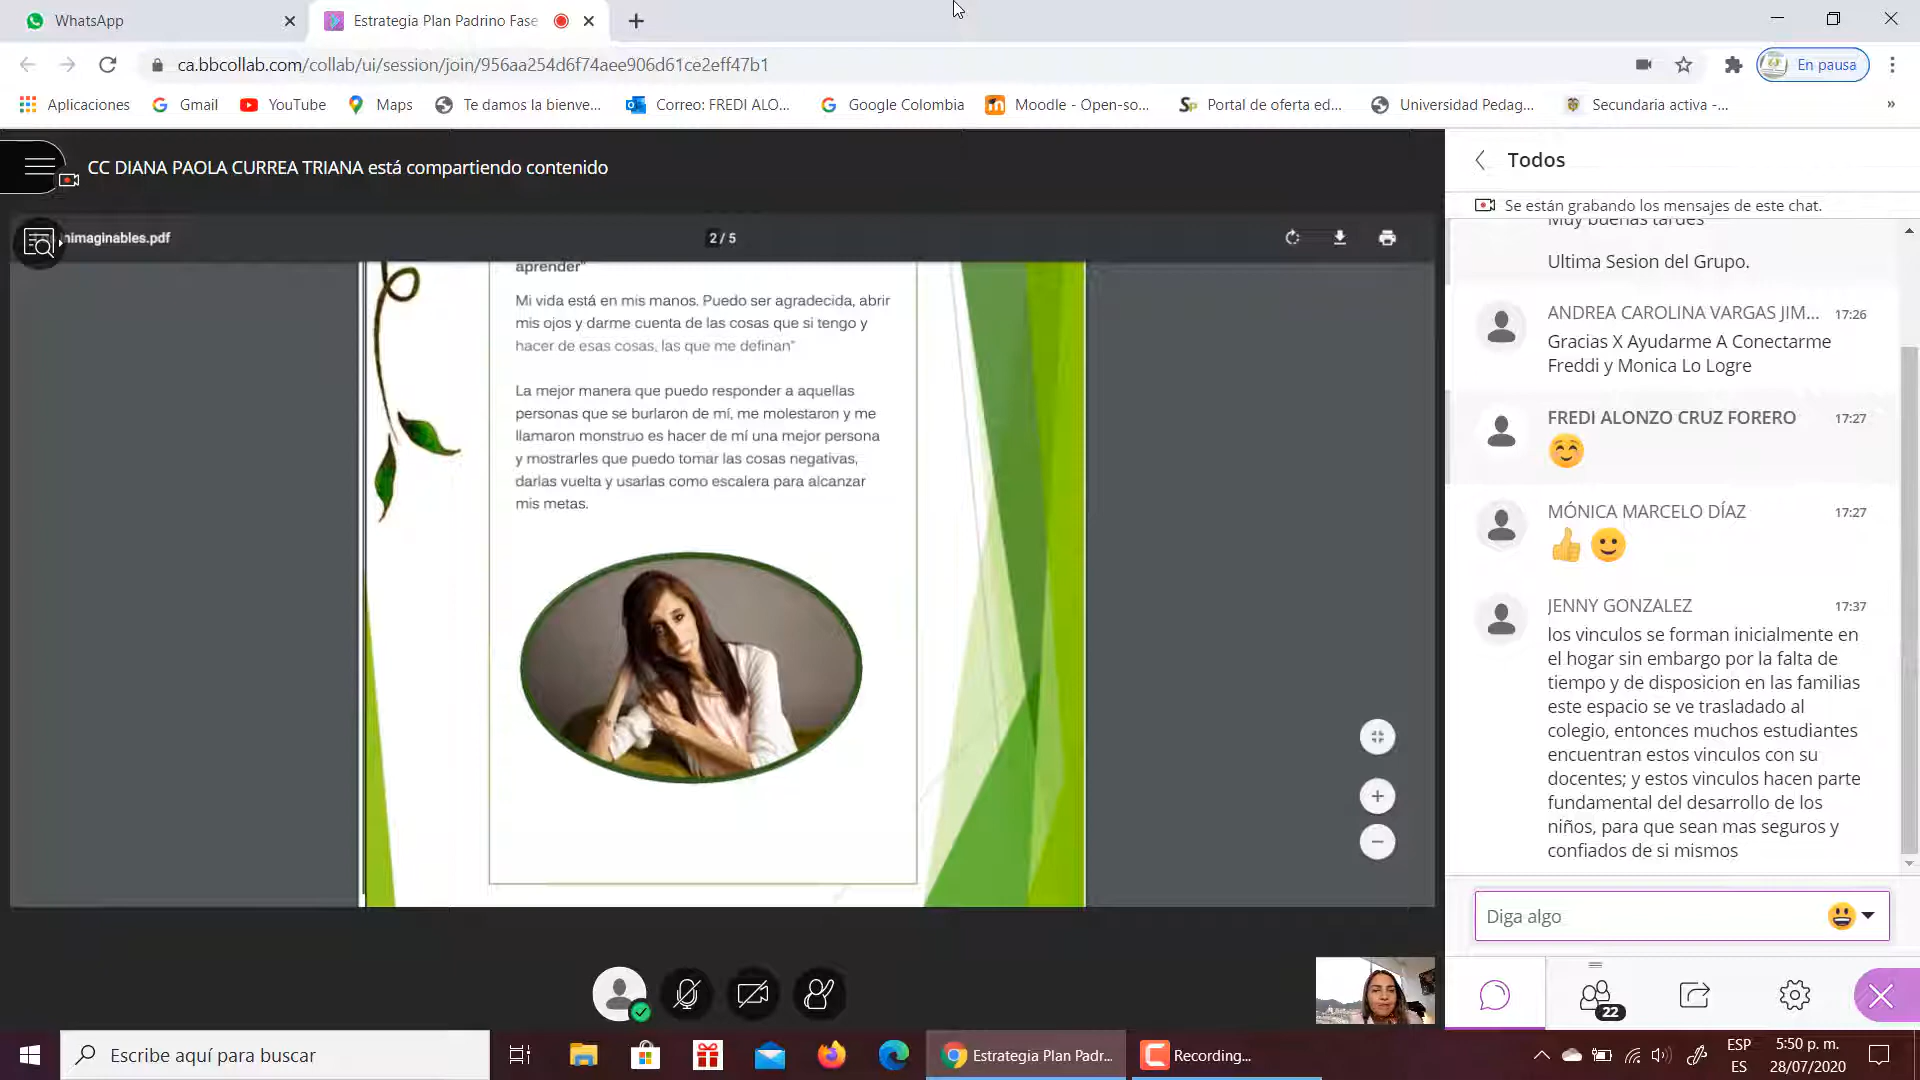 WhatsApp
Estrategia Plan Padrino Fase
ca.bbcollab.com/collab/ui/session/join/956aa254d6f74aee906d61ce2eff47b1
En pausa
Aplicaciones
Gmail
YouTube
Maps
Te damos la bienve...
Correo: FREDI ALO...
Google Colombia
Moodle - Open-so...
Portal de oferta ed...
Universidad Pedag...
Secundaria activa -...
»
CC DIANA PAOLA CURREA TRIANA está compartiendo contenido
nimaginables.pdf
2 / 5
aprender"
Mi vida está en mis manos. Puedo ser agradecida, abrir
mis ojos y darme cuenta de las cosas que si tengo y
hacer de esas cosas, las que me definan"
La mejor manera que puedo responder a aquellas
personas que se burlaron de mí, me molestaron y me
llamaron monstruo es hacer de mí una mejor persona
y mostrarles que puedo tomar las cosas negativas,
darlas vuelta y usarlas como escalera para alcanzar
mis metas.
Todos
Se están grabando los mensajes de este chat.
Muy buenas tardes
Ultima Sesion del Grupo.
ANDREA CAROLINA VARGAS JIM... 17:26
Gracias X Ayudarme A Conectarme
Freddi y Monica Lo Logre
FREDI ALONZO CRUZ FORERO 17:27
MÓNICA MARCELO DÍAZ 17:27
JENNY GONZALEZ 17:37
los vinculos se forman inicialmente en
el hogar sin embargo por la falta de
tiempo y de disposicion en las familias
este espacio se ve trasladado al
colegio, entonces muchos estudiantes
encuentran estos vinculos con su
docentes; y estos vinculos hacen parte
fundamental del desarrollo de los
niños, para que sean mas seguros y
confiados de si mismos
Diga algo
22
Escribe aquí para buscar
Estrategia Plan Padr...
Recording...
ESP
ES
5:50 p. m.
28/07/2020